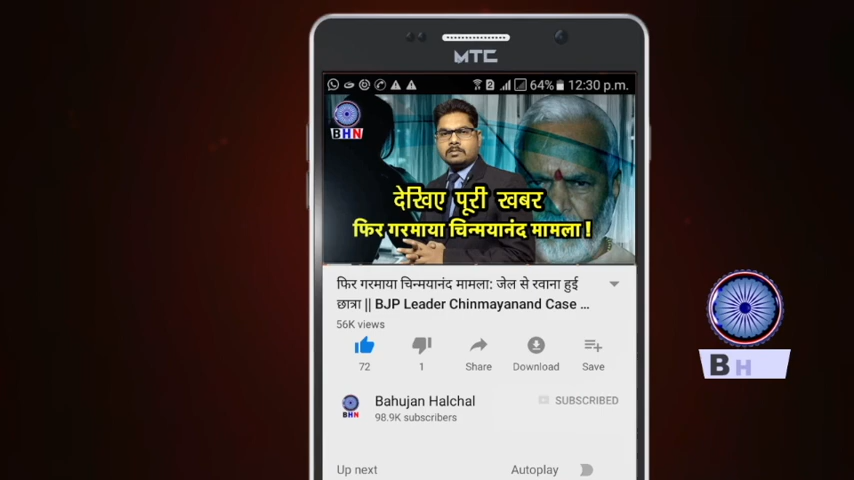 MTC
64% 12:30 p.m.
BHN
देखिए पूरी खबर
फिर गरमाया चिन्मयानंद मामला !
फिर गरमाया चिन्मयानंद मामला: जेल से रवाना हुई
छात्रा || BJP Leader Chinmayanand Case ...
56K views
72
1
Share
Download
Save
BHN
Bahujan Halchal
SUBSCRIBED
98.9K subscribers
Up next
Autoplay
BH